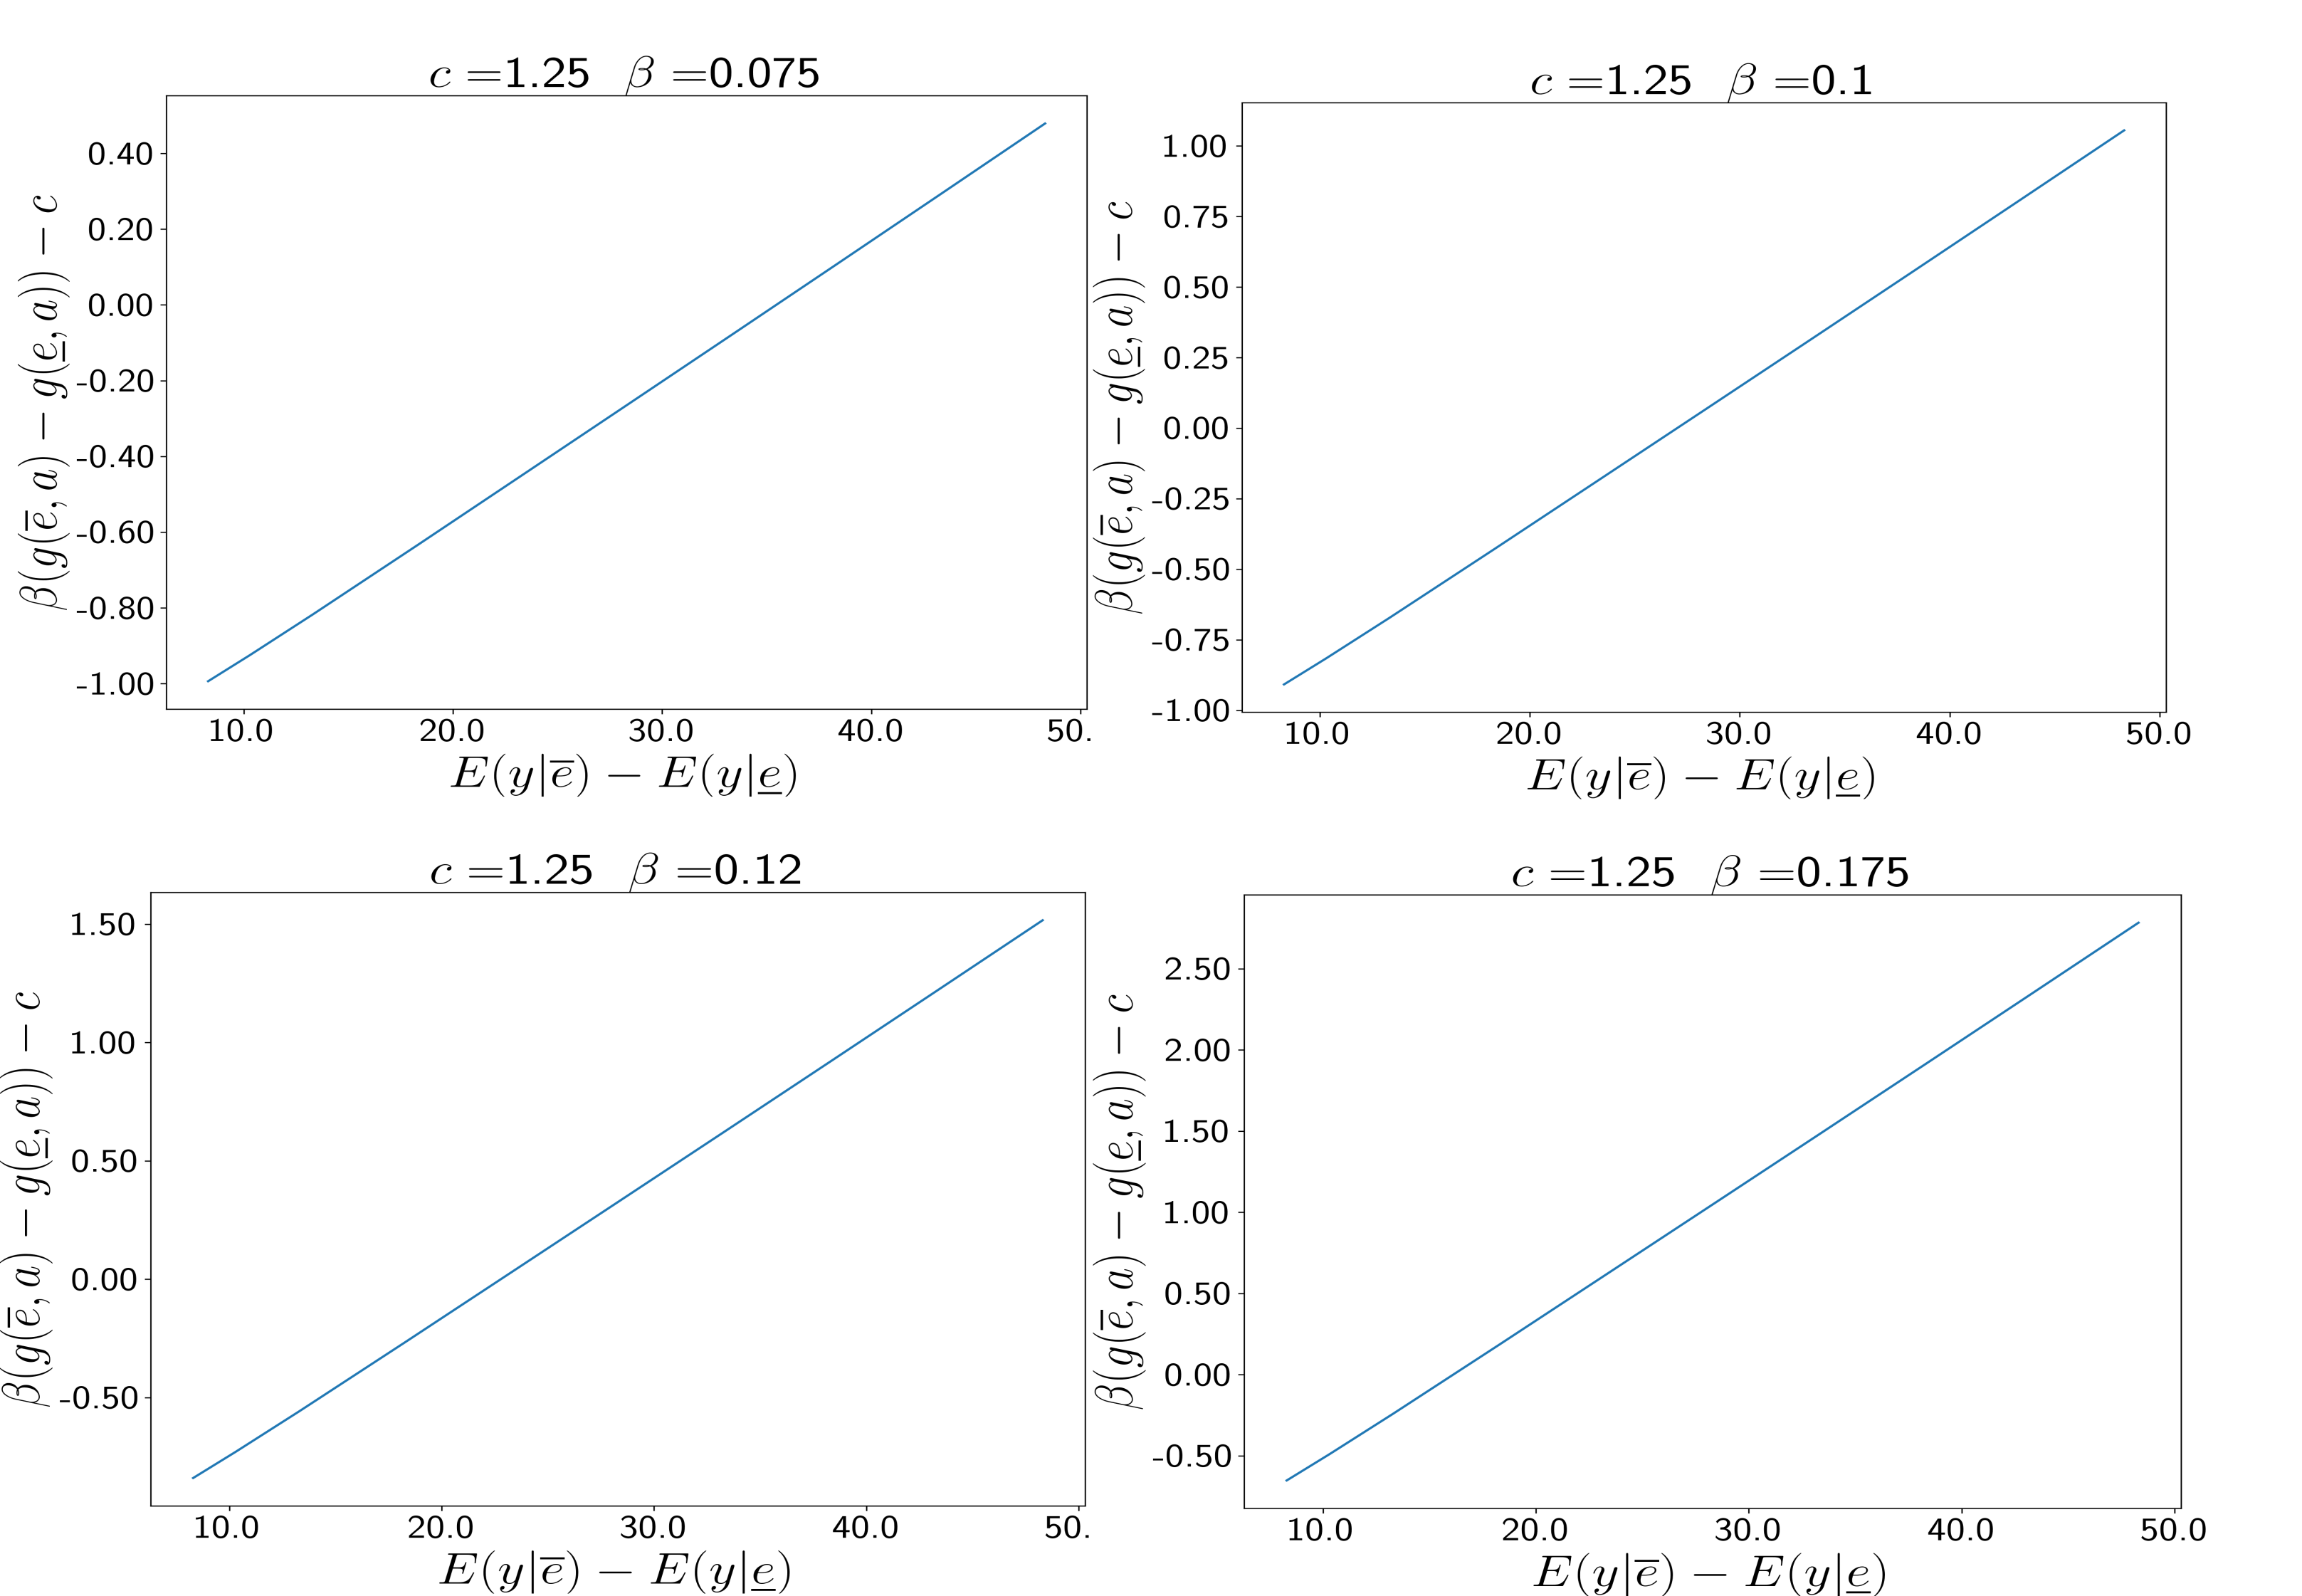 c =1.25 β =0.075
0.40
0.20
0.00
-0.20
-0.40
-0.60
-0.80
-1.00
β(g(e̅, a) − g(e̲, a)) − c
10.0 20.0 30.0 40.0 50.
E(y|e̅) − E(y|e̲)
c =1.25 β =0.1
1.00
0.75
0.50
0.25
0.00
-0.25
-0.50
-0.75
-1.00
β(g(e̅, a) − g(e̲, a)) − c
10.0 20.0 30.0 40.0 50.0
E(y|e̅) − E(y|e̲)
c =1.25 β =0.12
1.50
1.00
0.50
0.00
-0.50
β(g(e̅, a) − g(e̲, a)) − c
10.0 20.0 30.0 40.0 50.
E(y|e̅) − E(y|e̲)
c =1.25 β =0.175
2.50
2.00
1.50
1.00
0.50
0.00
-0.50
β(g(e̅, a) − g(e̲, a)) − c
10.0 20.0 30.0 40.0 50.0
E(y|e̅) − E(y|e̲)